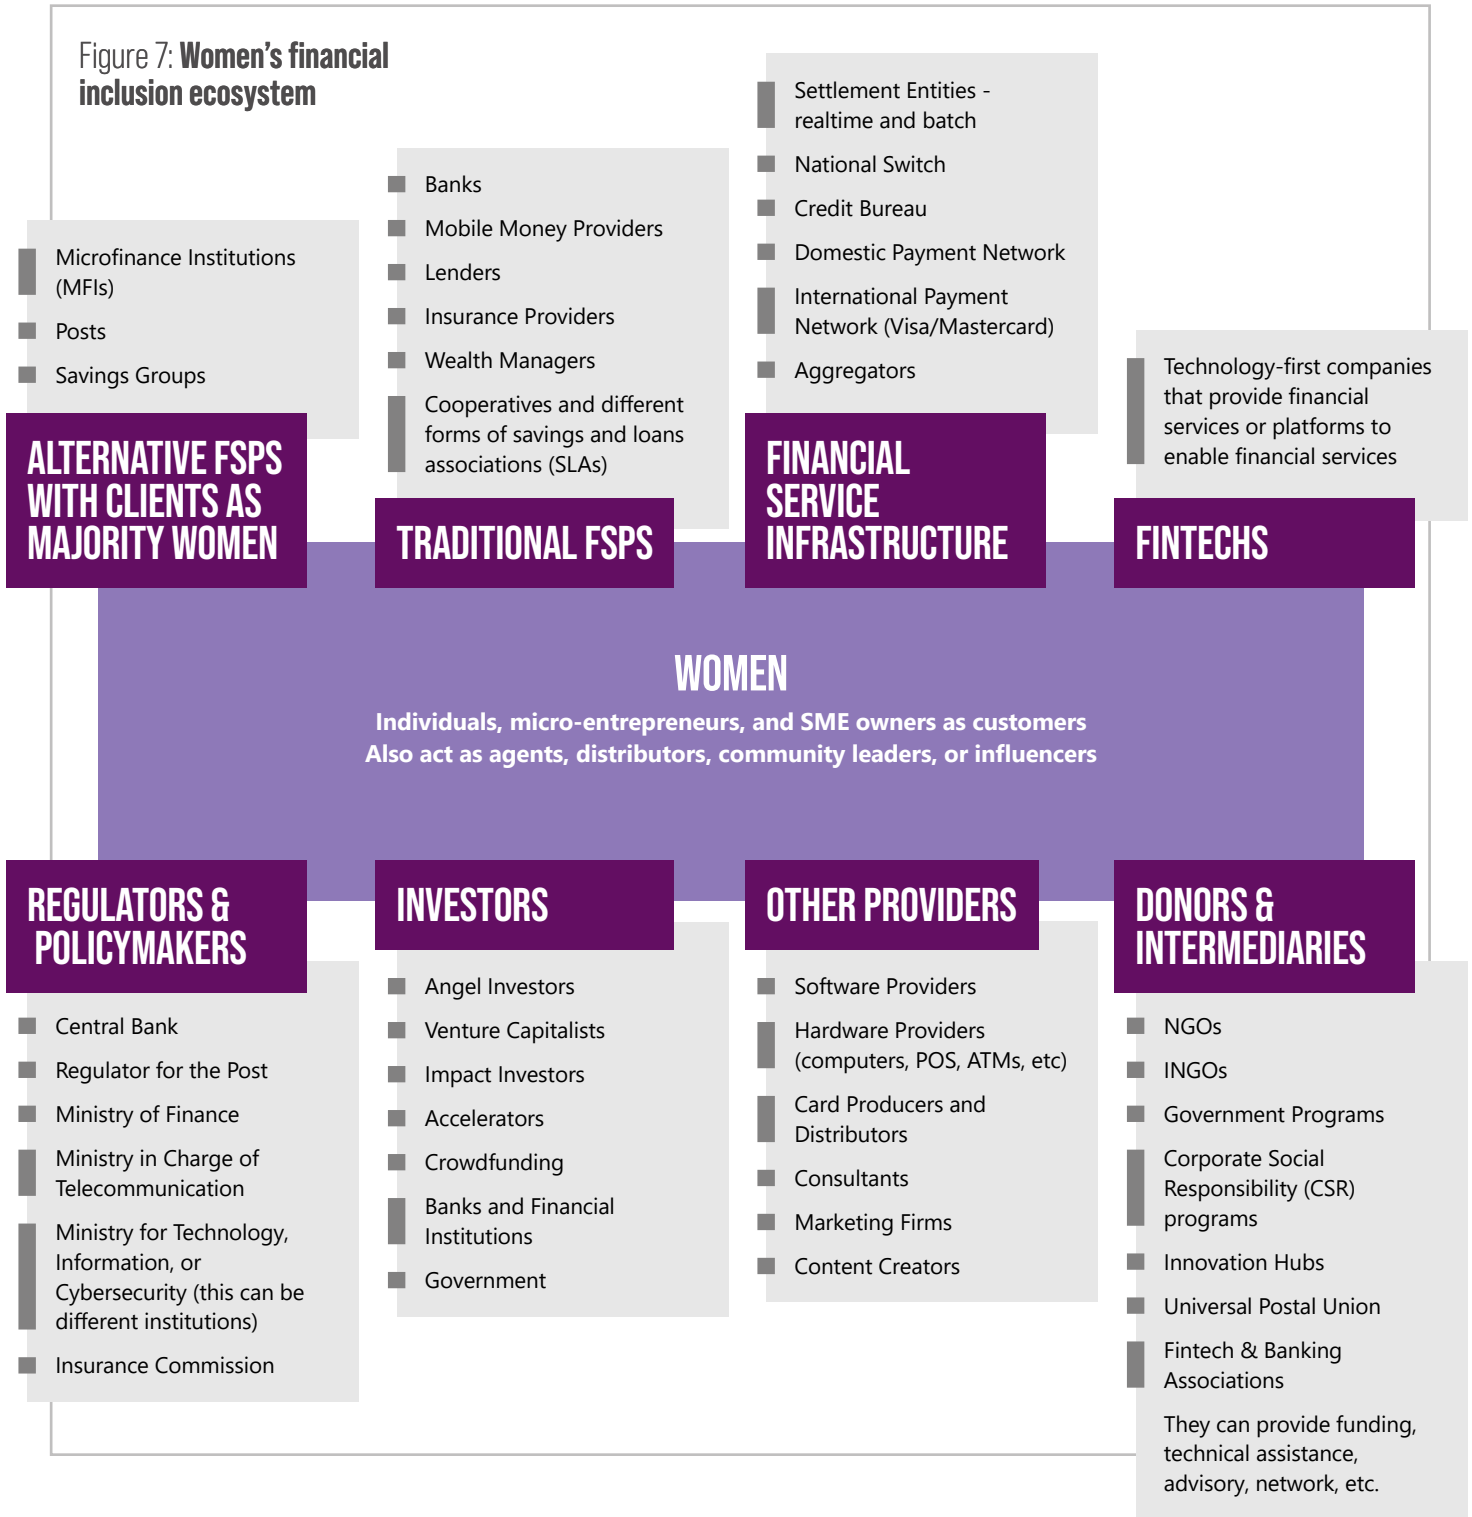 Figure 7: Women's financial
inclusion ecosystem
Microfinance Institutions
(MFIs)
Posts
Savings Groups
ALTERNATIVE FSPS
WITH CLIENTS AS
MAJORITY WOMEN
Banks
Mobile Money Providers
Lenders
Insurance Providers
Wealth Managers
Cooperatives and different
forms of savings and loans
associations (SLAs)
TRADITIONAL FSPS
Settlement Entities -
realtime and batch
National Switch
Credit Bureau
Domestic Payment Network
International Payment
Network (Visa/Mastercard)
Aggregators
FINANCIAL
SERVICE
INFRASTRUCTURE
Technology-first companies
that provide financial
services or platforms to
enable financial services
FINTECHS
WOMEN
Individuals, micro-entrepreneurs, and SME owners as customers
Also act as agents, distributors, community leaders, or influencers
REGULATORS &
POLICYMAKERS
Central Bank
Regulator for the Post
Ministry of Finance
Ministry in Charge of
Telecommunication
Ministry for Technology,
Information, or
Cybersecurity (this can be
different institutions)
Insurance Commission
INVESTORS
Angel Investors
Venture Capitalists
Impact Investors
Accelerators
Crowdfunding
Banks and Financial
Institutions
Government
OTHER PROVIDERS
Software Providers
Hardware Providers
(computers, POS, ATMs, etc)
Card Producers and
Distributors
Consultants
Marketing Firms
Content Creators
DONORS &
INTERMEDIARIES
NGOs
INGOs
Government Programs
Corporate Social
Responsibility (CSR)
programs
Innovation Hubs
Universal Postal Union
Fintech & Banking
Associations
They can provide funding,
technical assistance,
advisory, network, etc.